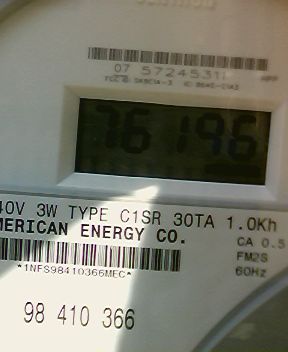 07 57245311
76196
40V 3W TYPE C1SR 30TA 1.0Kh
MERICAN ENERGY CO.
CA 0.5
FM2S
60Hz
*1NFS98410366MEC*
98 410 366